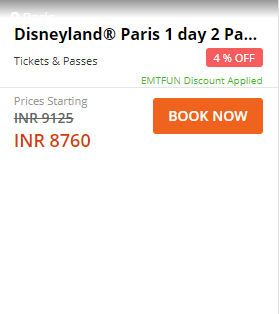 Paris
Disneyland® Paris 1 day 2 Pa...
Tickets & Passes
4 % OFF
EMTFUN Discount Applied
Prices Starting
INR 9125
BOOK NOW
INR 8760